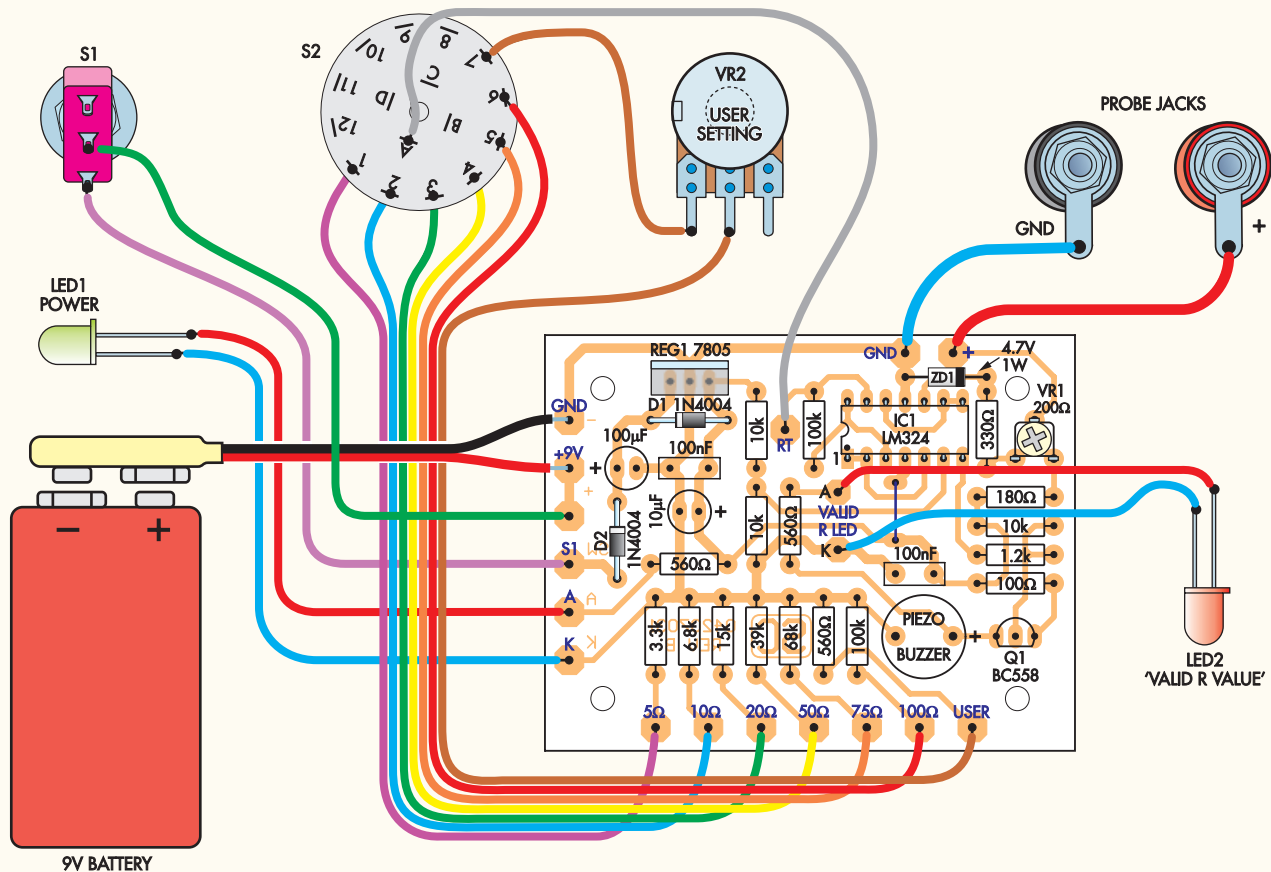 S1
S2
1
2
3
4
5
6
7
8
9
10
11
12
A
B
C
D
VR2
USER
SETTING
PROBE JACKS
GND
+
LED1
POWER
REG1 7805
GND
+
4.7V
1W
ZD1
VR1
200Ω
D1 1N4004
GND
–
+9V
+
100µF
+
100nF
10k
RT
100k
IC1
LM324
1
330Ω
10µF
+
D2
1N4004
10k
560Ω
A
VALID
R LED
K
180Ω
10k
1.2k
100Ω
S1
560Ω
100nF
A
A
K
K
3.3k
6.8k
15k
39k
68k
560Ω
100k
PIEZO
BUZZER
+
Q1
BC558
LED2
'VALID R VALUE'
5Ω
10Ω
20Ω
50Ω
75Ω
100Ω
USER
–
+
9V BATTERY